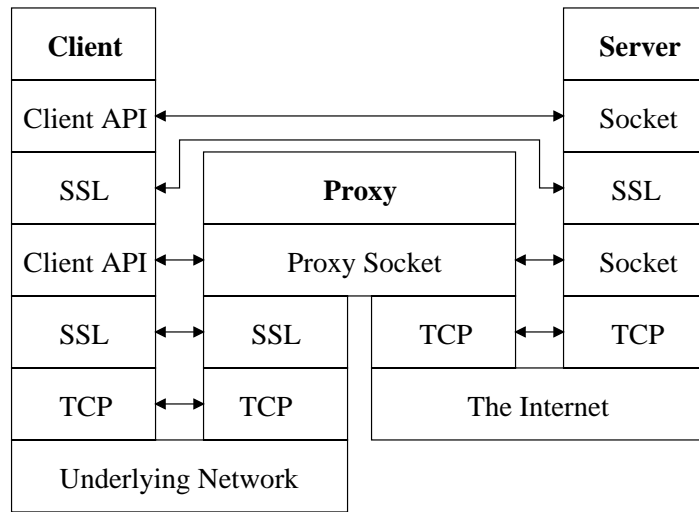 Client Server
Client API Socket
SSL Proxy SSL
Client API Proxy Socket Socket
SSL SSL TCP TCP
TCP TCP The Internet
Underlying Network